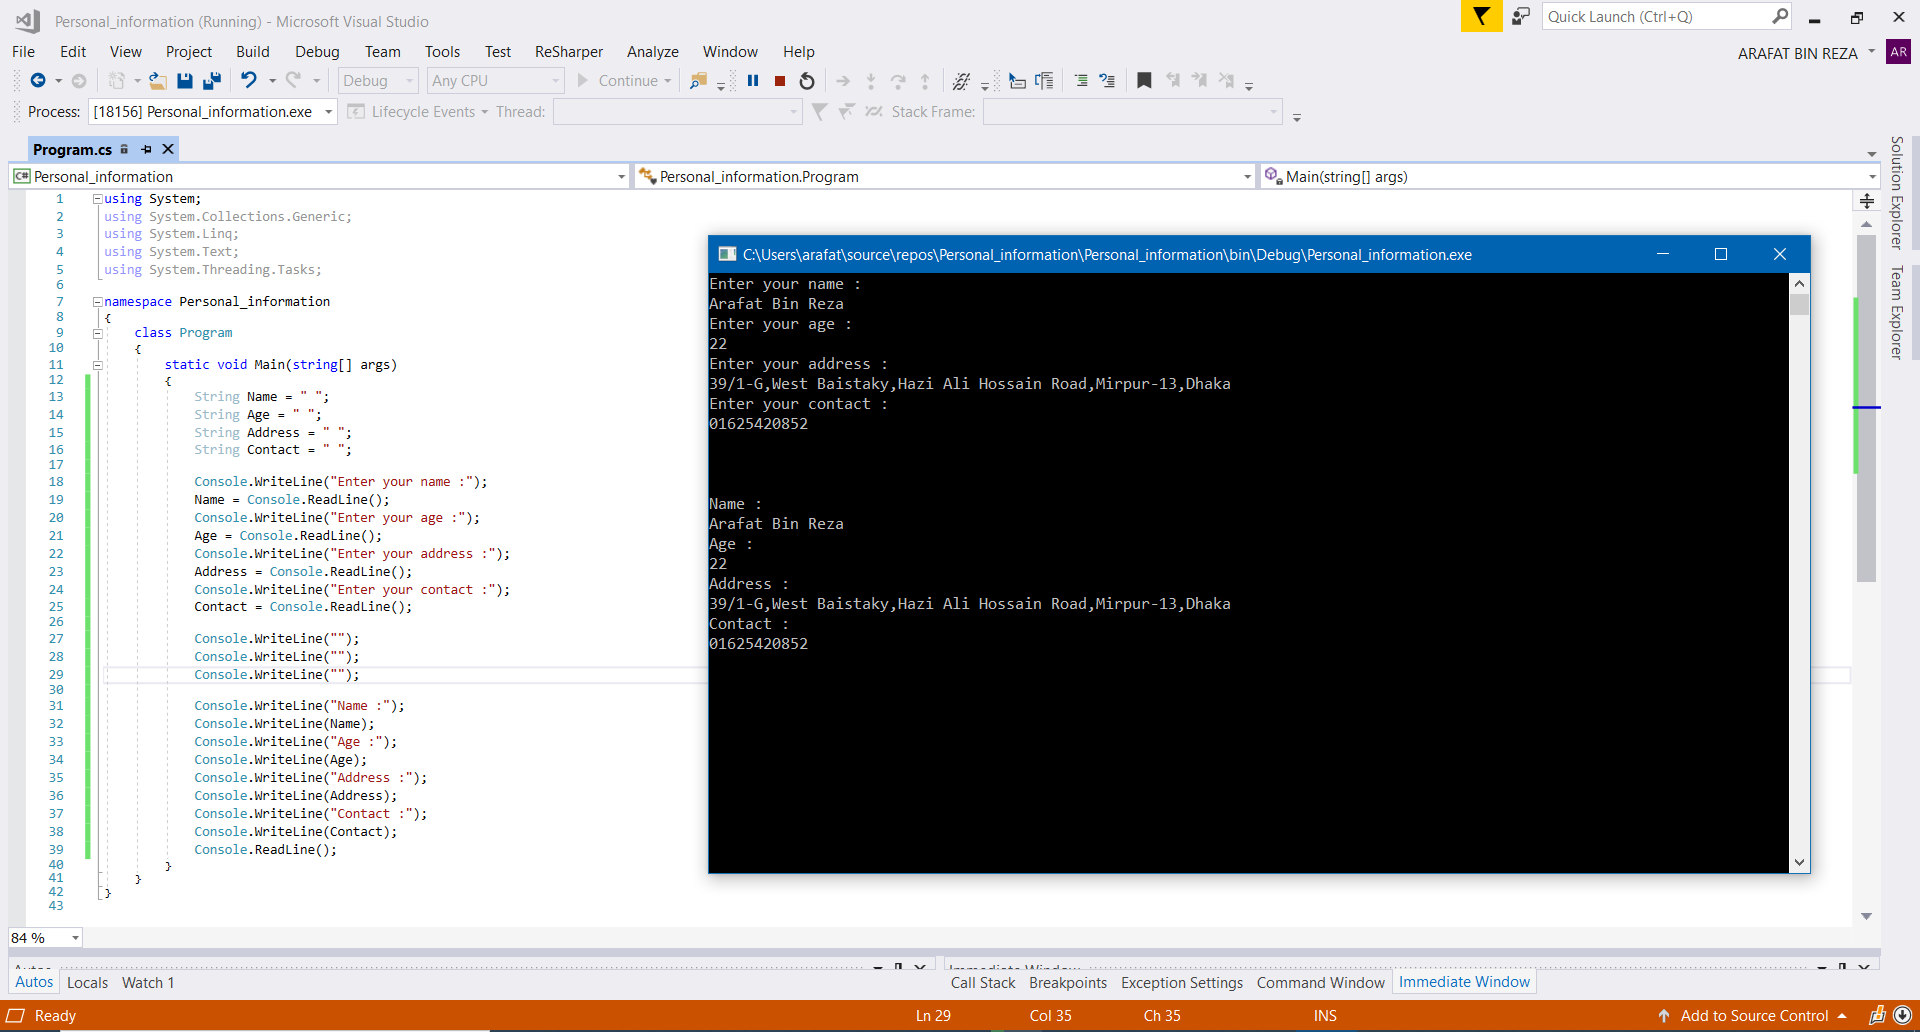 Personal_information (Running) - Microsoft Visual Studio
Quick Launch (Ctrl+Q)
File Edit View Project Build Debug Team Tools Test ReSharper Analyze Window Help
ARAFAT BIN REZA AR
Debug Any CPU Continue
Process: [18156] Personal_information.exe Lifecycle Events Thread: Stack Frame:
Program.cs
C# Personal_information Personal_information.Program Main(string[] args)
1 using System;
2 using System.Collections.Generic;
3 using System.Linq;
4 using System.Text;
5 using System.Threading.Tasks;
6
7 namespace Personal_information
8 {
9 class Program
10 {
11 static void Main(string[] args)
12 {
13 String Name = " ";
14 String Age = " ";
15 String Address = " ";
16 String Contact = " ";
17
18 Console.WriteLine("Enter your name :");
19 Name = Console.ReadLine();
20 Console.WriteLine("Enter your age :");
21 Age = Console.ReadLine();
22 Console.WriteLine("Enter your address :");
23 Address = Console.ReadLine();
24 Console.WriteLine("Enter your contact :");
25 Contact = Console.ReadLine();
26
27 Console.WriteLine("");
28 Console.WriteLine("");
29 Console.WriteLine("");
30
31 Console.WriteLine("Name :");
32 Console.WriteLine(Name);
33 Console.WriteLine("Age :");
34 Console.WriteLine(Age);
35 Console.WriteLine("Address :");
36 Console.WriteLine(Address);
37 Console.WriteLine("Contact :");
38 Console.WriteLine(Contact);
39 Console.ReadLine();
40 }
41 }
42 }
43
C:\Users\arafat\source\repos\Personal_information\Personal_information\bin\Debug\Personal_information.exe
Enter your name :
Arafat Bin Reza
Enter your age :
22
Enter your address :
39/1-G,West Baistaky,Hazi Ali Hossain Road,Mirpur-13,Dhaka
Enter your contact :
01625420852
Name :
Arafat Bin Reza
Age :
22
Address :
39/1-G,West Baistaky,Hazi Ali Hossain Road,Mirpur-13,Dhaka
Contact :
01625420852
Solution Explorer
Team Explorer
84 %
Autos
Immediate Window
Autos Locals Watch 1
Call Stack Breakpoints Exception Settings Command Window Immediate Window
Ready Ln 29 Col 35 Ch 35 INS Add to Source Control